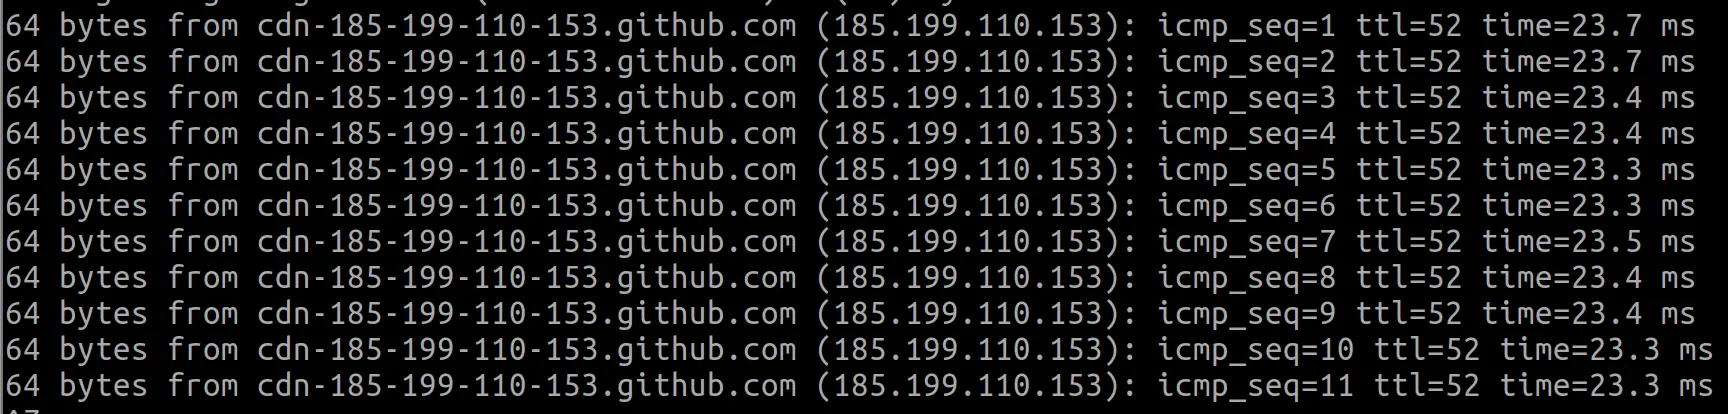 64 bytes from cdn-185-199-110-153.github.com (185.199.110.153): icmp_seq=1 ttl=52 time=23.7 ms
64 bytes from cdn-185-199-110-153.github.com (185.199.110.153): icmp_seq=2 ttl=52 time=23.7 ms
64 bytes from cdn-185-199-110-153.github.com (185.199.110.153): icmp_seq=3 ttl=52 time=23.4 ms
64 bytes from cdn-185-199-110-153.github.com (185.199.110.153): icmp_seq=4 ttl=52 time=23.4 ms
64 bytes from cdn-185-199-110-153.github.com (185.199.110.153): icmp_seq=5 ttl=52 time=23.3 ms
64 bytes from cdn-185-199-110-153.github.com (185.199.110.153): icmp_seq=6 ttl=52 time=23.3 ms
64 bytes from cdn-185-199-110-153.github.com (185.199.110.153): icmp_seq=7 ttl=52 time=23.5 ms
64 bytes from cdn-185-199-110-153.github.com (185.199.110.153): icmp_seq=8 ttl=52 time=23.4 ms
64 bytes from cdn-185-199-110-153.github.com (185.199.110.153): icmp_seq=9 ttl=52 time=23.4 ms
64 bytes from cdn-185-199-110-153.github.com (185.199.110.153): icmp_seq=10 ttl=52 time=23.3 ms
64 bytes from cdn-185-199-110-153.github.com (185.199.110.153): icmp_seq=11 ttl=52 time=23.3 ms